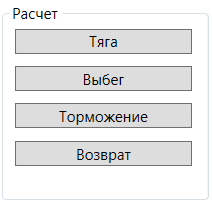 Расчет
Тяга
Выбег
Торможение
Возврат